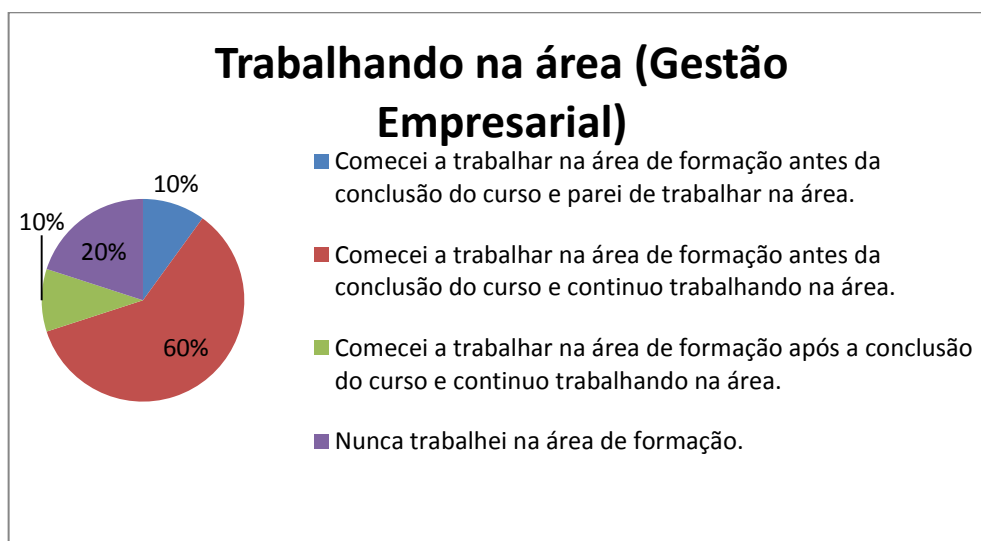 Trabalhando na área (Gestão
Empresarial)
10%
10%
20%
60%
Comecei a trabalhar na área de formação antes da
conclusão do curso e parei de trabalhar na área.
Comecei a trabalhar na área de formação antes da
conclusão do curso e continuo trabalhando na área.
Comecei a trabalhar na área de formação após a conclusão
do curso e continuo trabalhando na área.
Nunca trabalhei na área de formação.